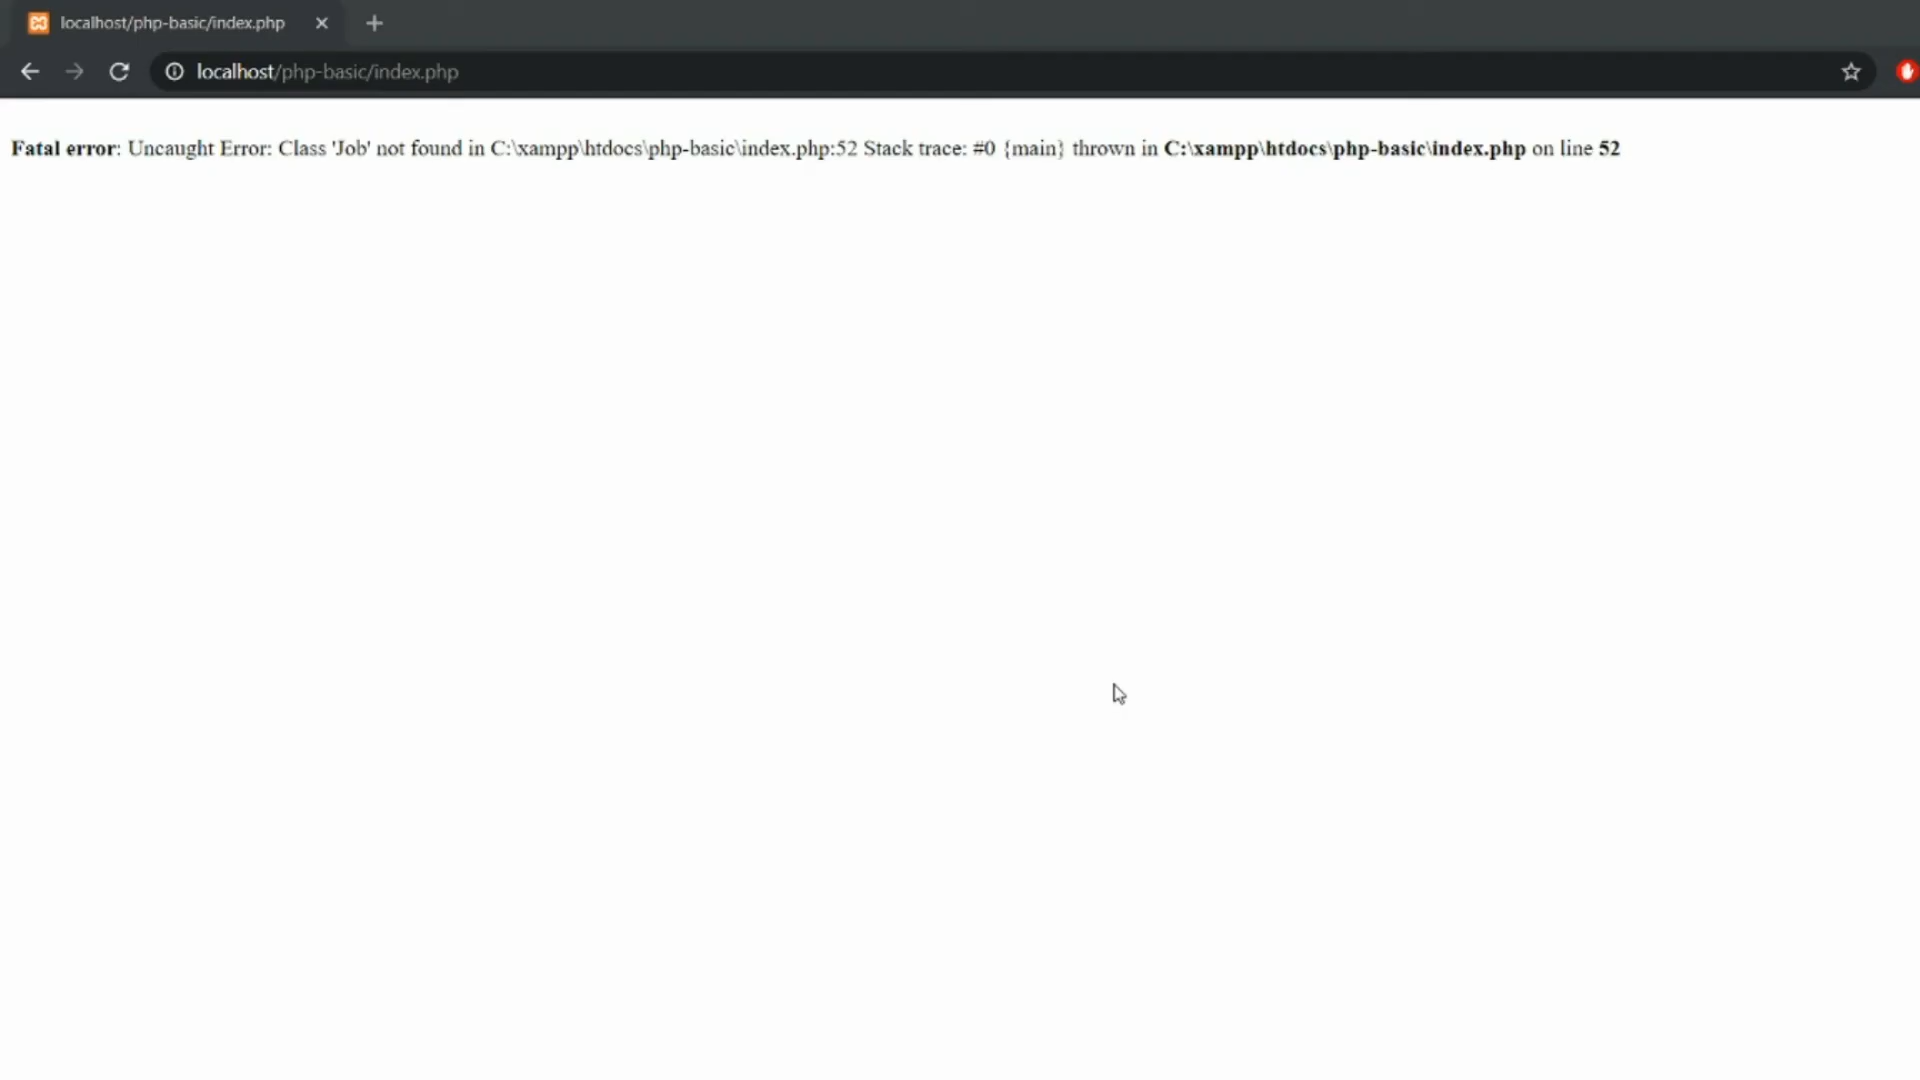 localhost/php-basic/index.php
localhost/php-basic/index.php
Fatal error: Uncaught Error: Class 'Job' not found in C:\xampp\htdocs\php-basic\index.php:52 Stack trace: #0 {main} thrown in C:\xampp\htdocs\php-basic\index.php on line 52